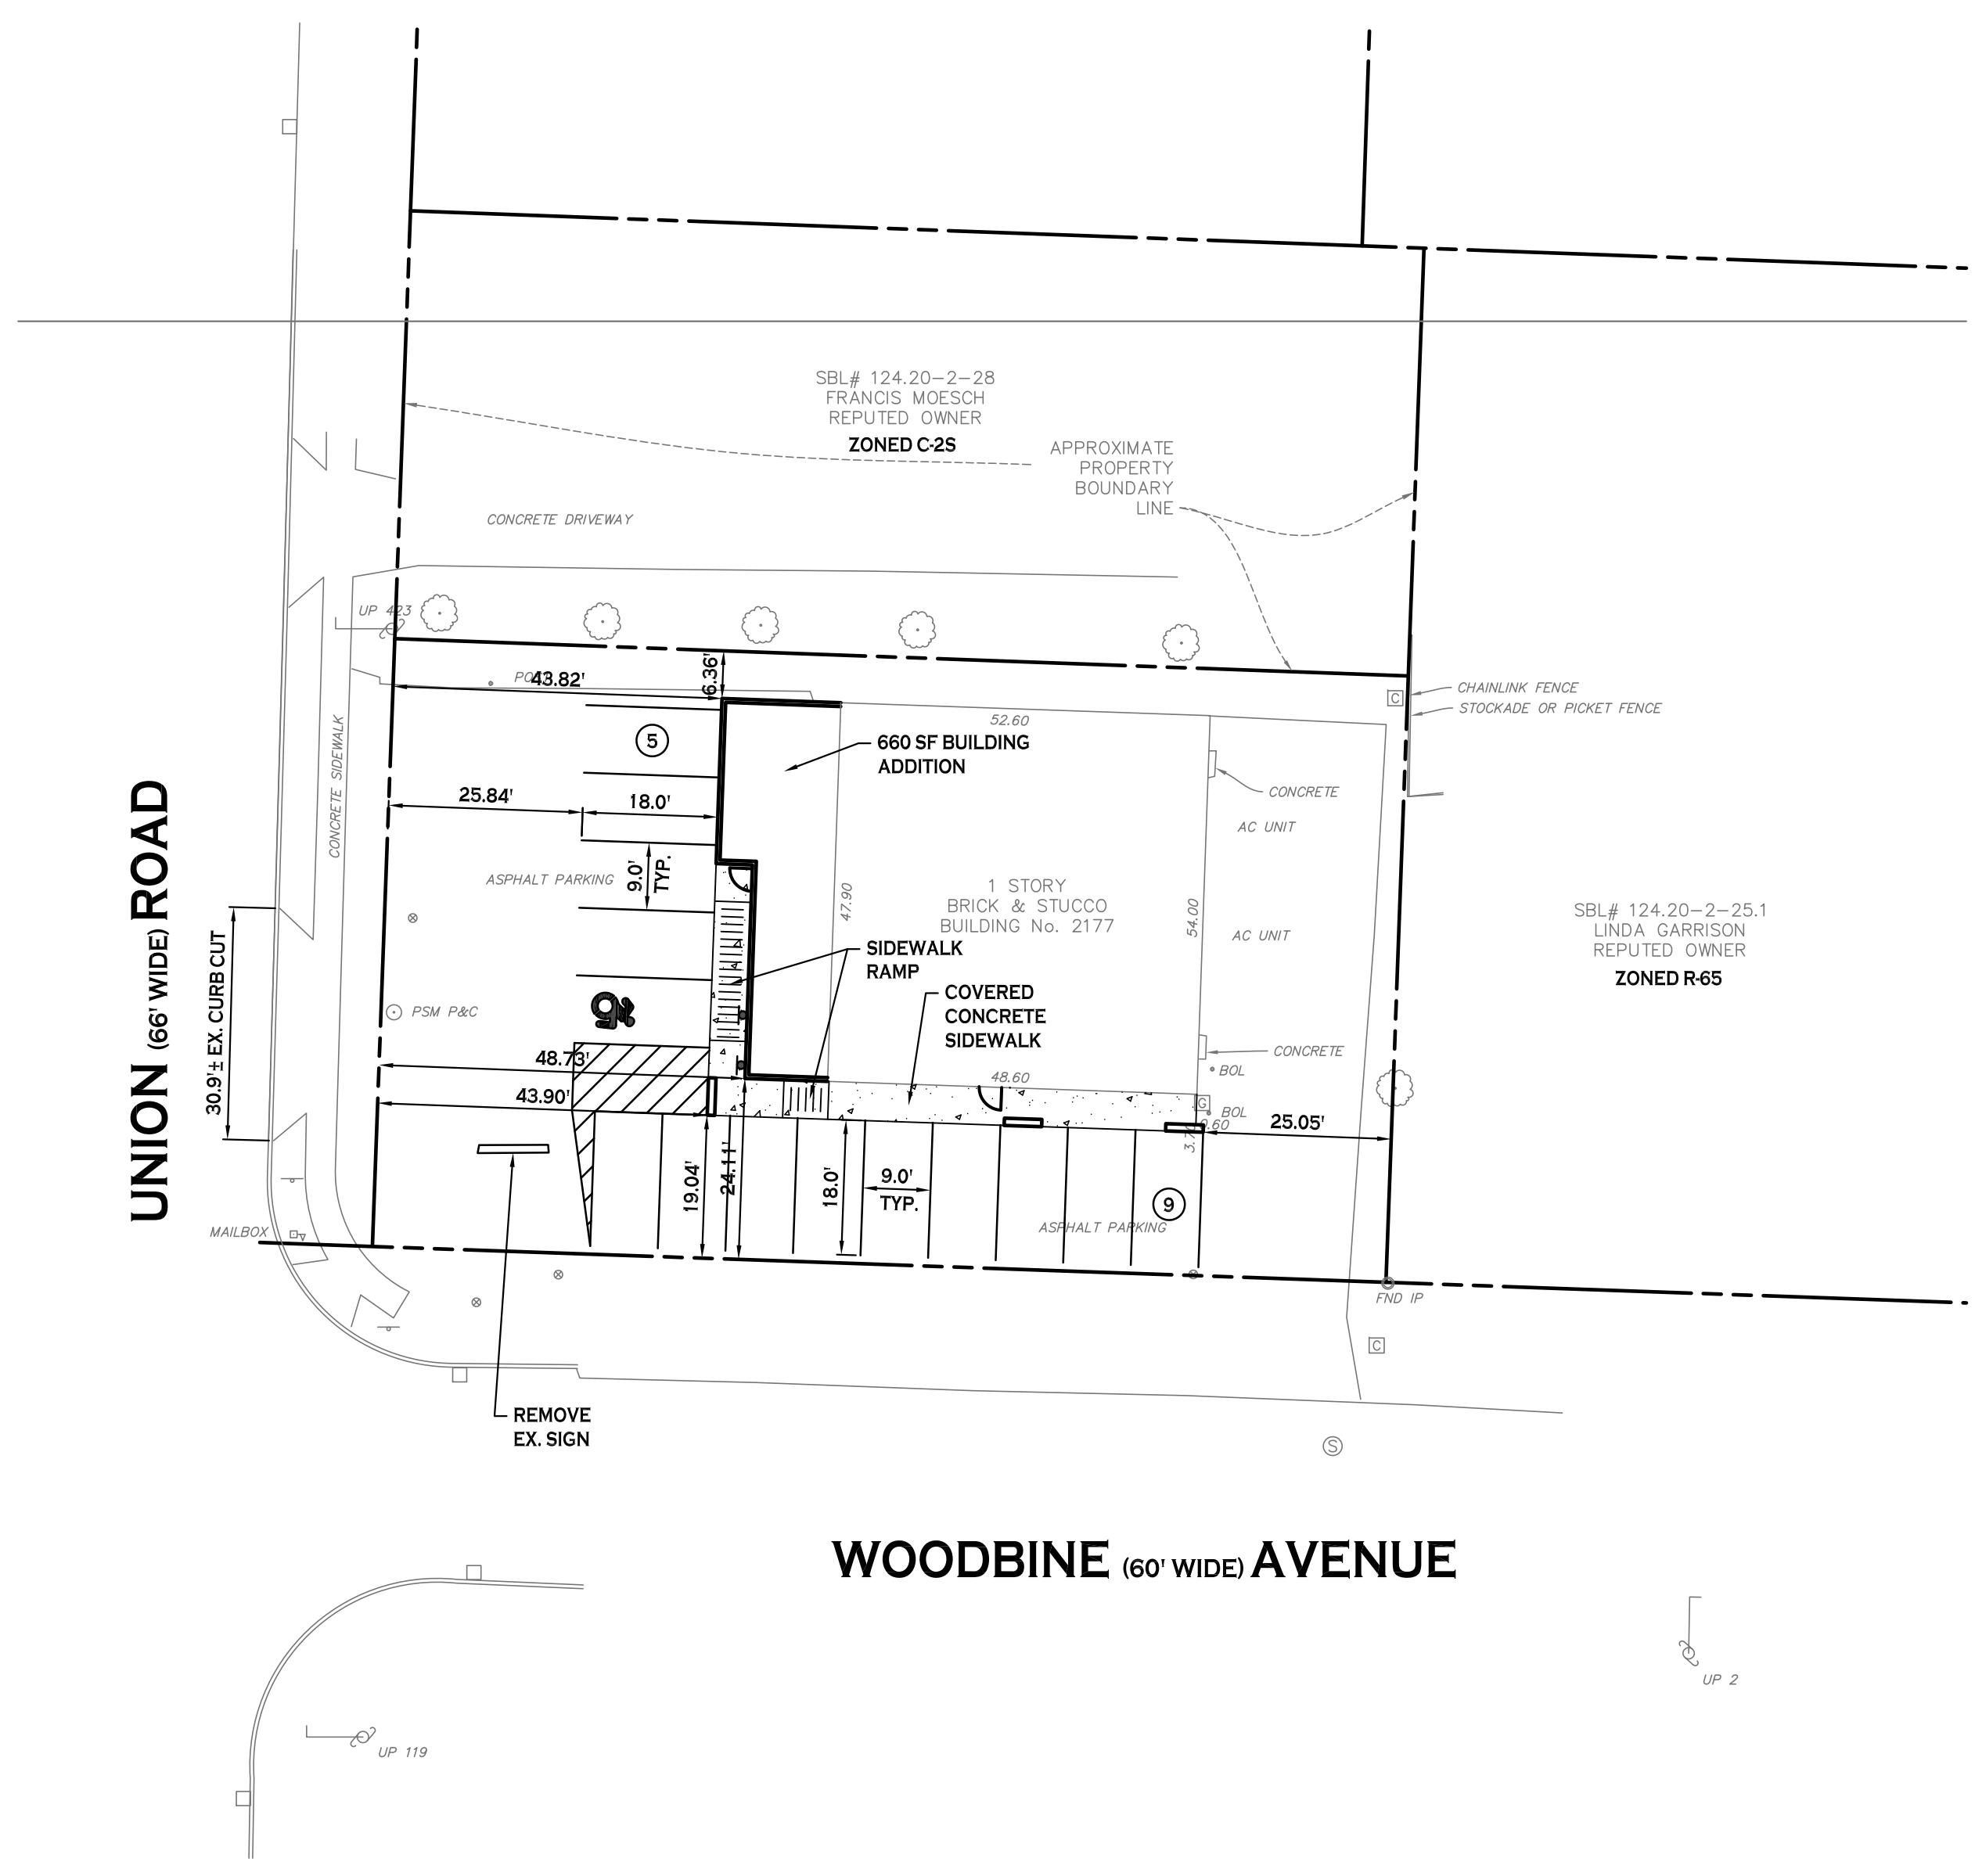 SBL# 124.20-2-28
FRANCIS MOESCH
REPUTED OWNER
ZONED C-2S
APPROXIMATE
PROPERTY
BOUNDARY
LINE
CONCRETE DRIVEWAY
UP 423
43.82'
6.36'
CHAINLINK FENCE
STOCKADE OR PICKET FENCE
C
52.60
5
660 SF BUILDING
ADDITION
CONCRETE
AC UNIT
25.84'
18.0'
CONCRETE SIDEWALK
9.0'
TYP.
ASPHALT PARKING
47.90
1 STORY
BRICK & STUCCO
BUILDING No. 2177
54.00
AC UNIT
SBL# 124.20-2-25.1
LINDA GARRISON
REPUTED OWNER
ZONED R-65
UNION (66' WIDE) ROAD
30.9'± EX. CURB CUT
SIDEWALK
RAMP
COVERED
CONCRETE
SIDEWALK
PSM P&C
48.73'
43.90'
48.60
CONCRETE
BOL
G
BOL
25.05'
19.04'
24.11'
18.0'
9.0'
TYP.
9
ASPHALT PARKING
MAILBOX
FND IP
C
REMOVE
EX. SIGN
S
WOODBINE (60' WIDE) AVENUE
UP 2
UP 119